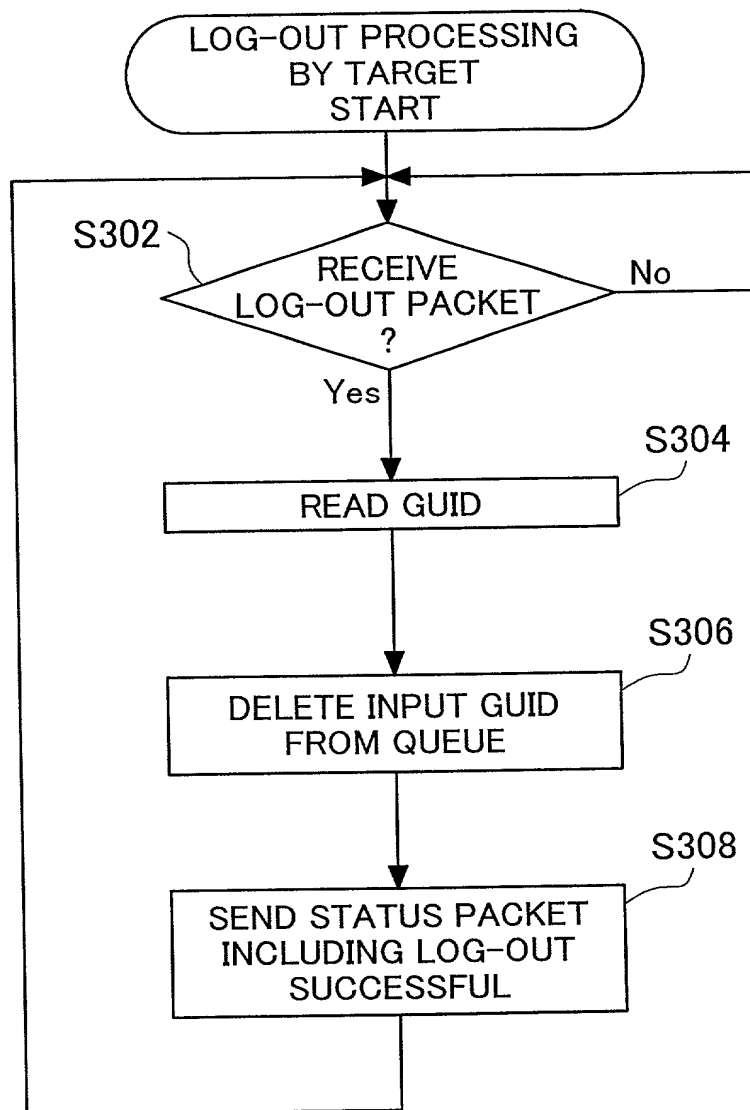 LOG-OUT PROCESSING
BY TARGET
START
S302
RECEIVE
LOG-OUT PACKET
?
No
Yes
S304
READ GUID
S306
DELETE INPUT GUID
FROM QUEUE
S308
SEND STATUS PACKET
INCLUDING LOG-OUT
SUCCESSFUL